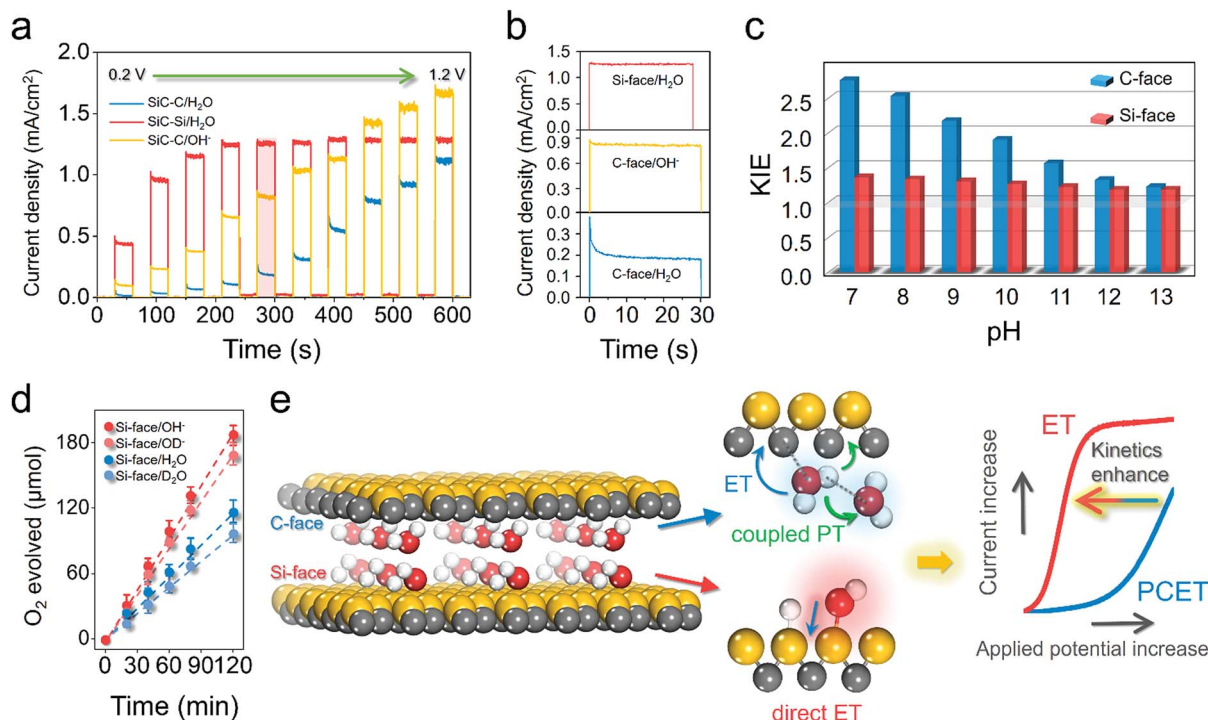 a
2.0
1.5
1.0
0.5
0.0
Current density (mA/cm²)
0.2 V
1.2 V
SiC-C/H₂O
SiC-Si/H₂O
SiC-C/OH⁻
0 100 200 300 400 500 600
Time (s)
b
1.5
1.2
0.9
0.6
0.3
0.0
Si-face/H₂O
0.9
0.6
0.3
0.0
C-face/OH⁻
0.4
0.2
0.0
C-face/H₂O
Current density (mA/cm²)
0 10 20 30
Time (s)
c
C-face
Si-face
2.5
2.0
1.5
1.0
0.5
0.0
KIE
7 8 9 10 11 12 13
pH
d
Si-face/OH⁻
Si-face/OD⁻
Si-face/H₂O
Si-face/D₂O
180
120
60
0
O₂ evolved (μmol)
0 30 60 90 120
Time (min)
e
C-face
Si-face
ET
coupled PT
direct ET
ET
Kinetics
enhance
PCET
Current increase
Applied potential increase